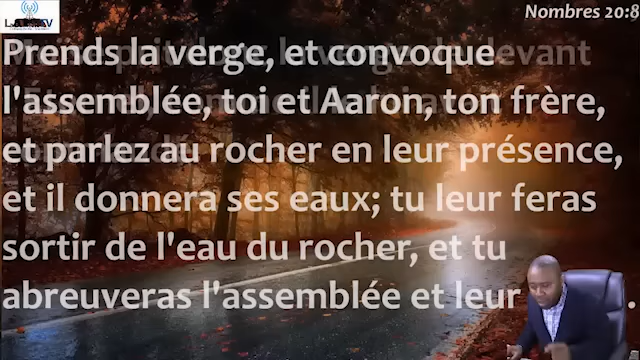 Nombres 20:8
Prends la verge, et convoque
l'assemblée, toi et Aaron, ton frère,
et parlez au rocher en leur présence,
et il donnera ses eaux; tu leur feras
sortir de l'eau du rocher, et tu
abreuveras l'assemblée et leur